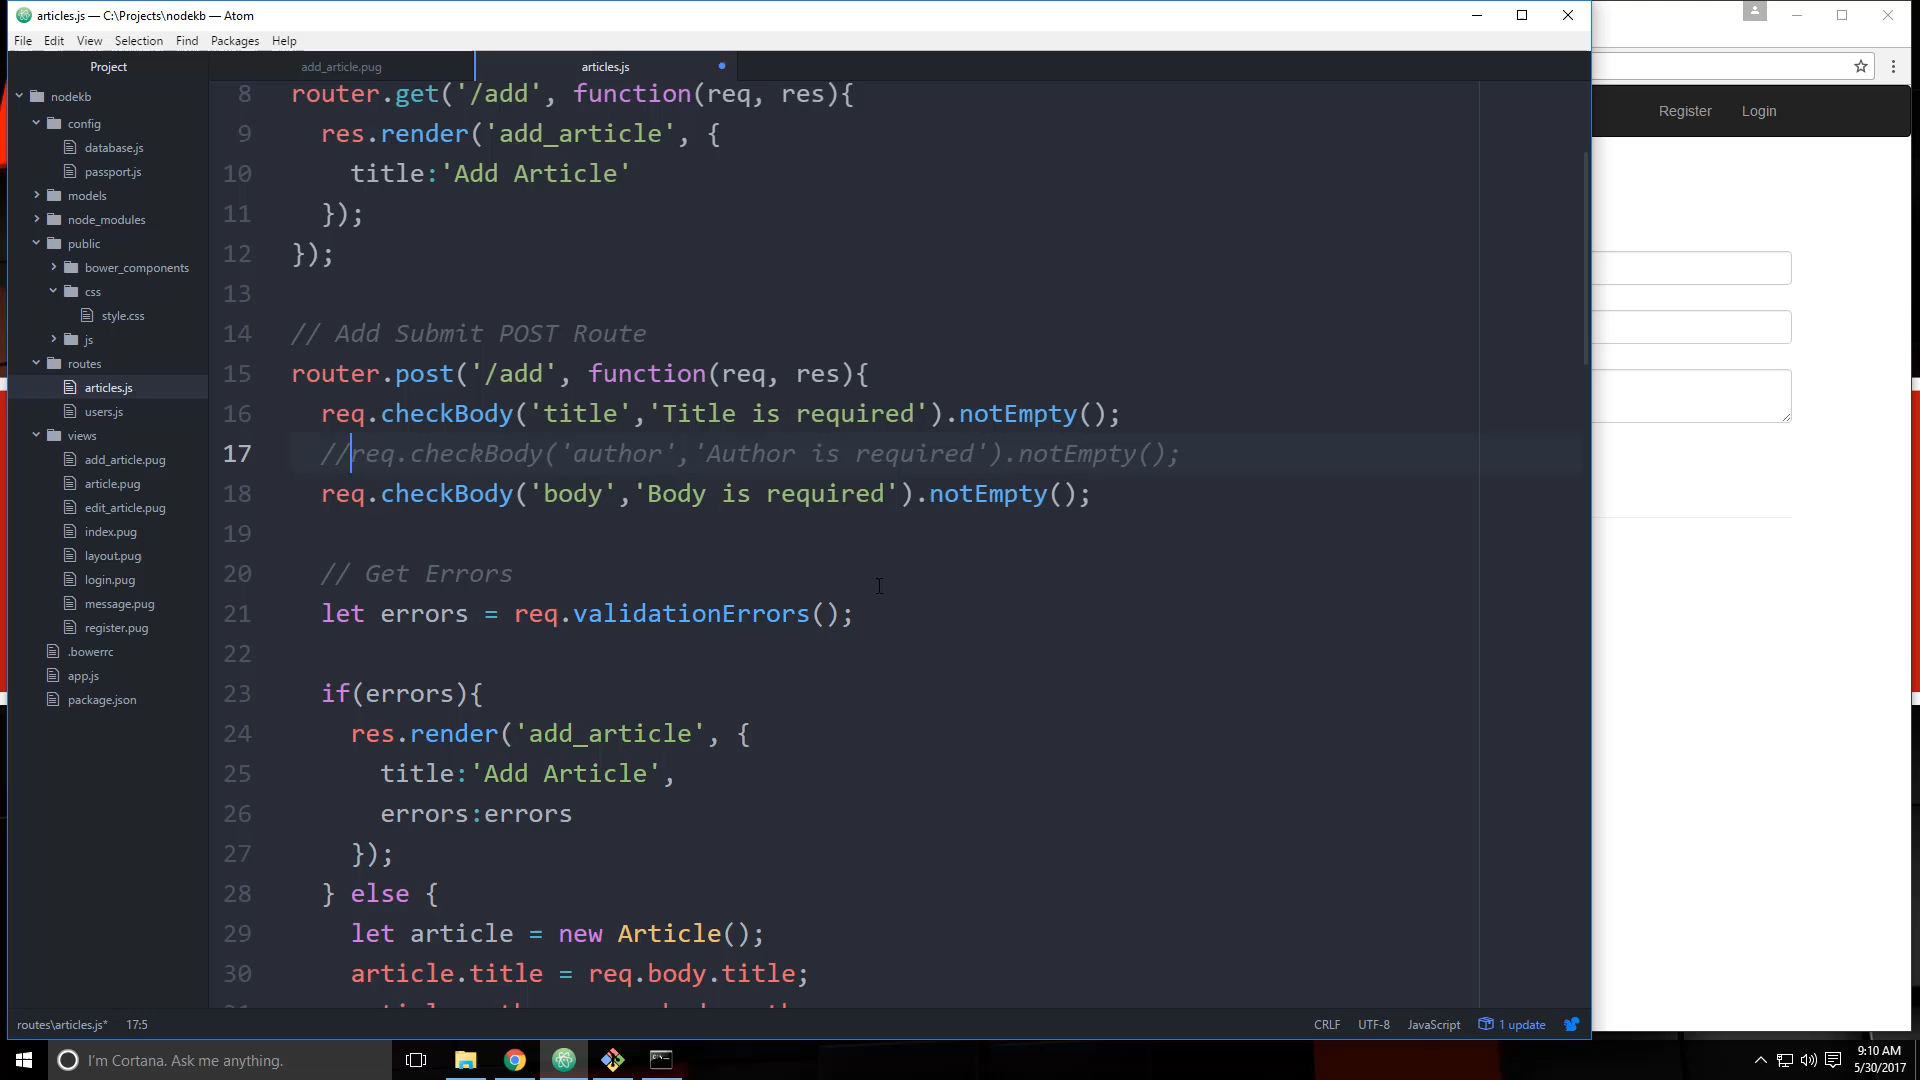 articles.js — C:\Projects\nodekb — Atom
File Edit View Selection Find Packages Help
Project
add_article.pug
articles.js
nodekb
config
database.js
passport.js
models
node_modules
public
bower_components
css
style.css
js
routes
articles.js
users.js
views
add_article.pug
article.pug
edit_article.pug
index.pug
layout.pug
login.pug
message.pug
register.pug
.bowerrc
app.js
package.json
8 router.get('/add', function(req, res){
9 res.render('add_article', {
10 title:'Add Article'
11 });
12 });
13
14 // Add Submit POST Route
15 router.post('/add', function(req, res){
16 req.checkBody('title','Title is required').notEmpty();
17 //req.checkBody('author','Author is required').notEmpty();
18 req.checkBody('body','Body is required').notEmpty();
19
20 // Get Errors
21 let errors = req.validationErrors();
22
23 if(errors){
24 res.render('add_article', {
25 title:'Add Article',
26 errors:errors
27 });
28 } else {
29 let article = new Article();
30 article.title = req.body.title;
Register Login
routes\articles.js* 17:5
CRLF UTF-8 JavaScript 1 update
I'm Cortana. Ask me anything.
9:10 AM
5/30/2017